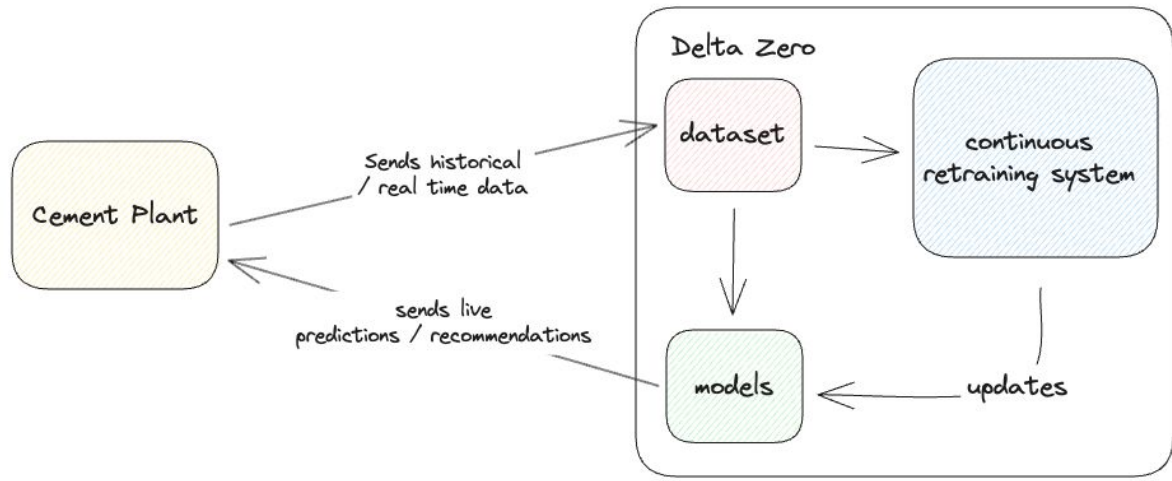 Delta Zero
dataset
continuous
retraining system
Sends historical
/ real time data
Cement Plant
sends live
predictions / recommendations
models
updates